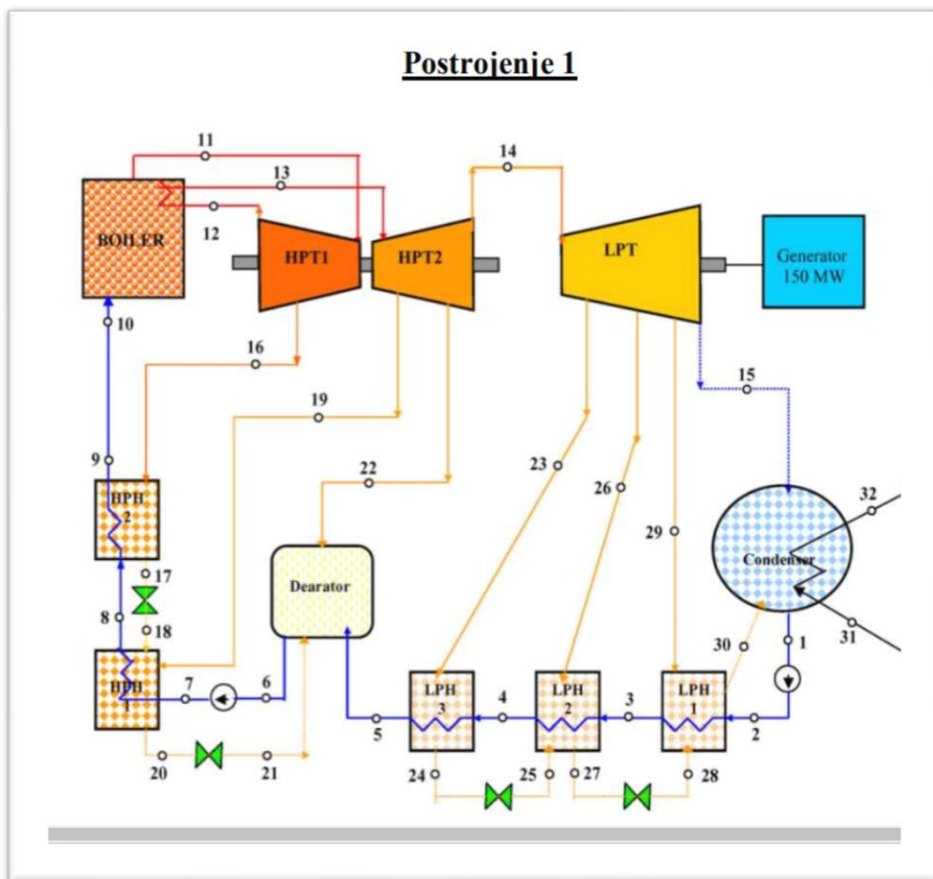 Postrojenje 1
11
14
13
12
BOILER
HPT1
HPT2
LPT
Generator
150 MW
10
16
15
19
9
22
23
26
32
HPH
2
29
Condenser
17
Dearator
8
18
30
1
31
HPH
1
7
6
LPH
3
4
LPH
2
3
LPH
1
5
2
20
21
24
25
27
28